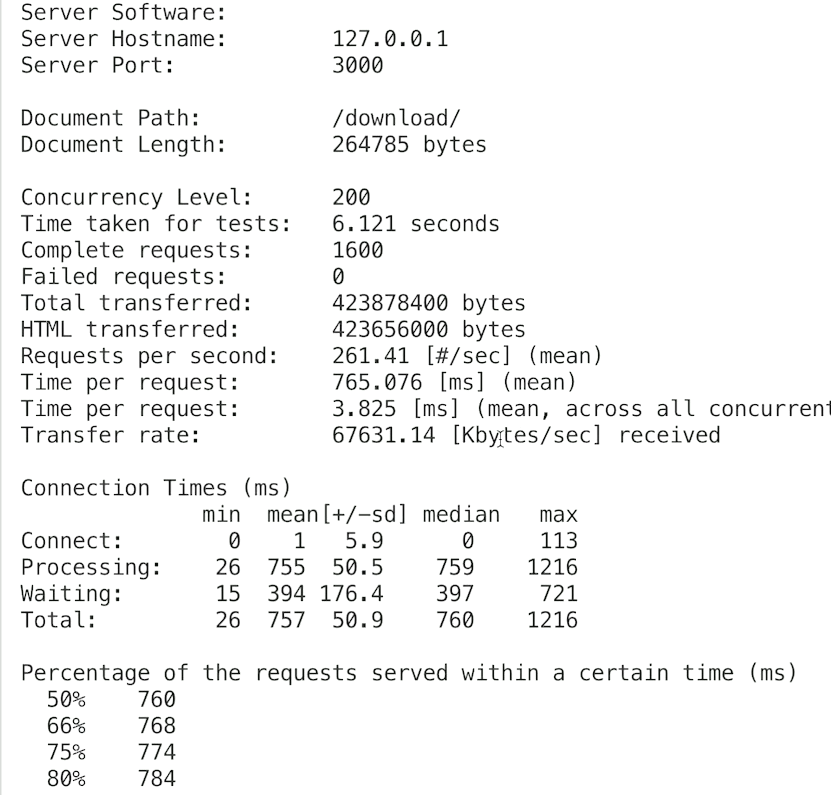 Server Software:
Server Hostname: 127.0.0.1
Server Port: 3000
Document Path: /download/
Document Length: 264785 bytes
Concurrency Level: 200
Time taken for tests: 6.121 seconds
Complete requests: 1600
Failed requests: 0
Total transferred: 423878400 bytes
HTML transferred: 423656000 bytes
Requests per second: 261.41 [#/sec] (mean)
Time per request: 765.076 [ms] (mean)
Time per request: 3.825 [ms] (mean, across all concurrent
Transfer rate: 67631.14 [Kbytes/sec] received
Connection Times (ms)
min mean[+/-sd] median max
Connect: 0 1 5.9 0 113
Processing: 26 755 50.5 759 1216
Waiting: 15 394 176.4 397 721
Total: 26 757 50.9 760 1216
Percentage of the requests served within a certain time (ms)
50% 760
66% 768
75% 774
80% 784